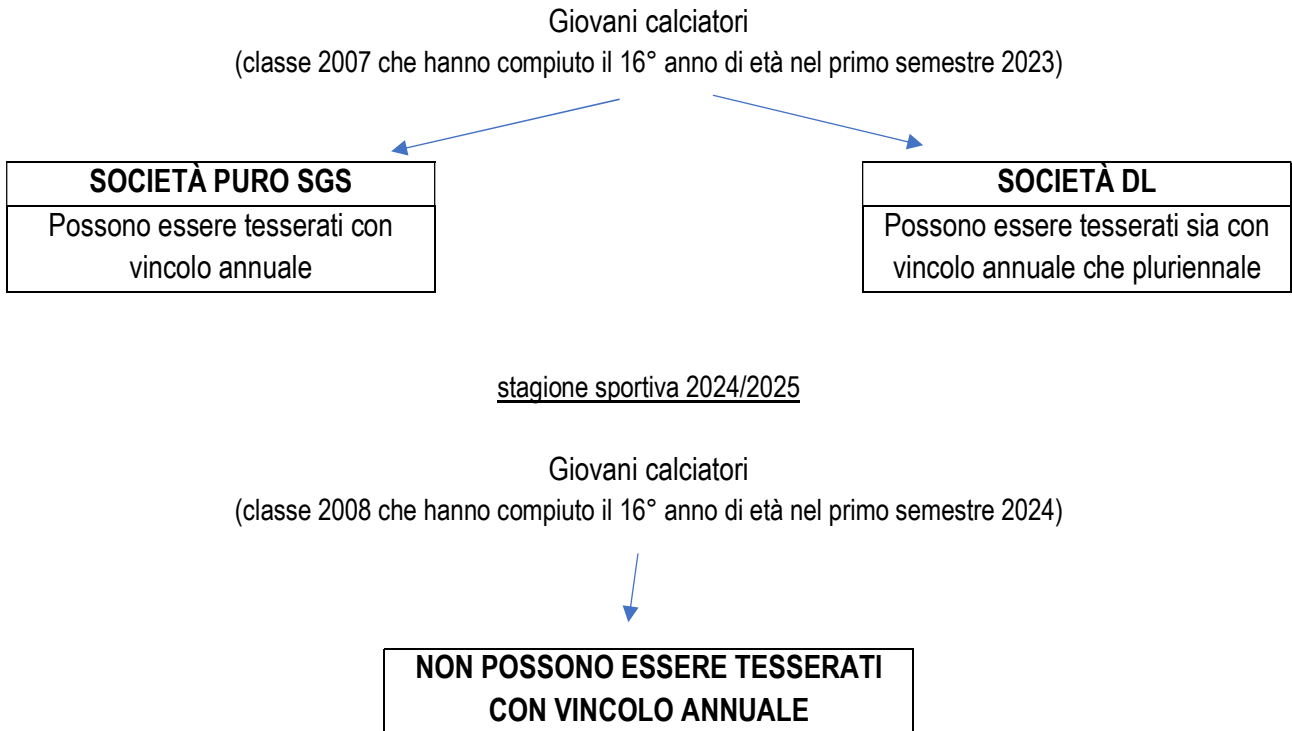 Giovani calciatori
(classe 2007 che hanno compiuto il 16° anno di età nel primo semestre 2023)
SOCIETÀ PURO SGS
Possono essere tesserati con
vincolo annuale
SOCIETÀ DL
Possono essere tesserati sia con
vincolo annuale che pluriennale
stagione sportiva 2024/2025
Giovani calciatori
(classe 2008 che hanno compiuto il 16° anno di età nel primo semestre 2024)
NON POSSONO ESSERE TESSERATI
CON VINCOLO ANNUALE